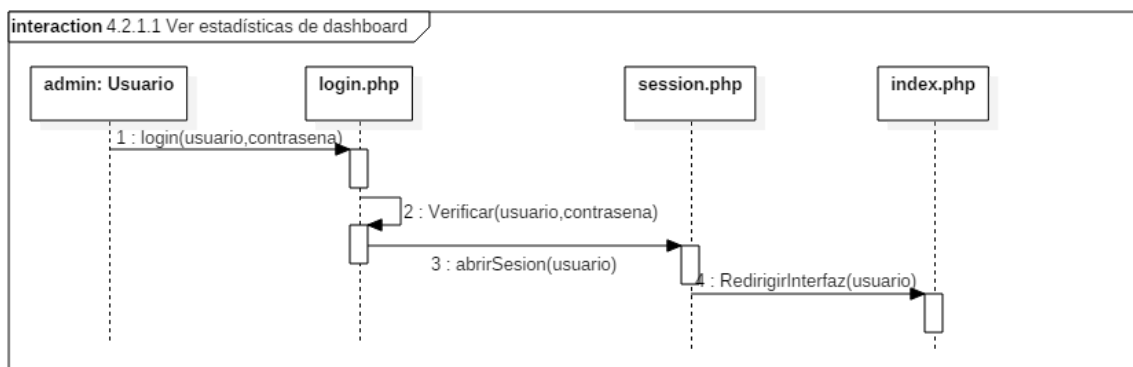 interaction 4.2.1.1 Ver estadísticas de dashboard
admin: Usuario
login.php
session.php
index.php
1 : login(usuario,contrasena)
2 : Verificar(usuario,contrasena)
3 : abrirSesion(usuario)
4 : RedirigirInterfaz(usuario)